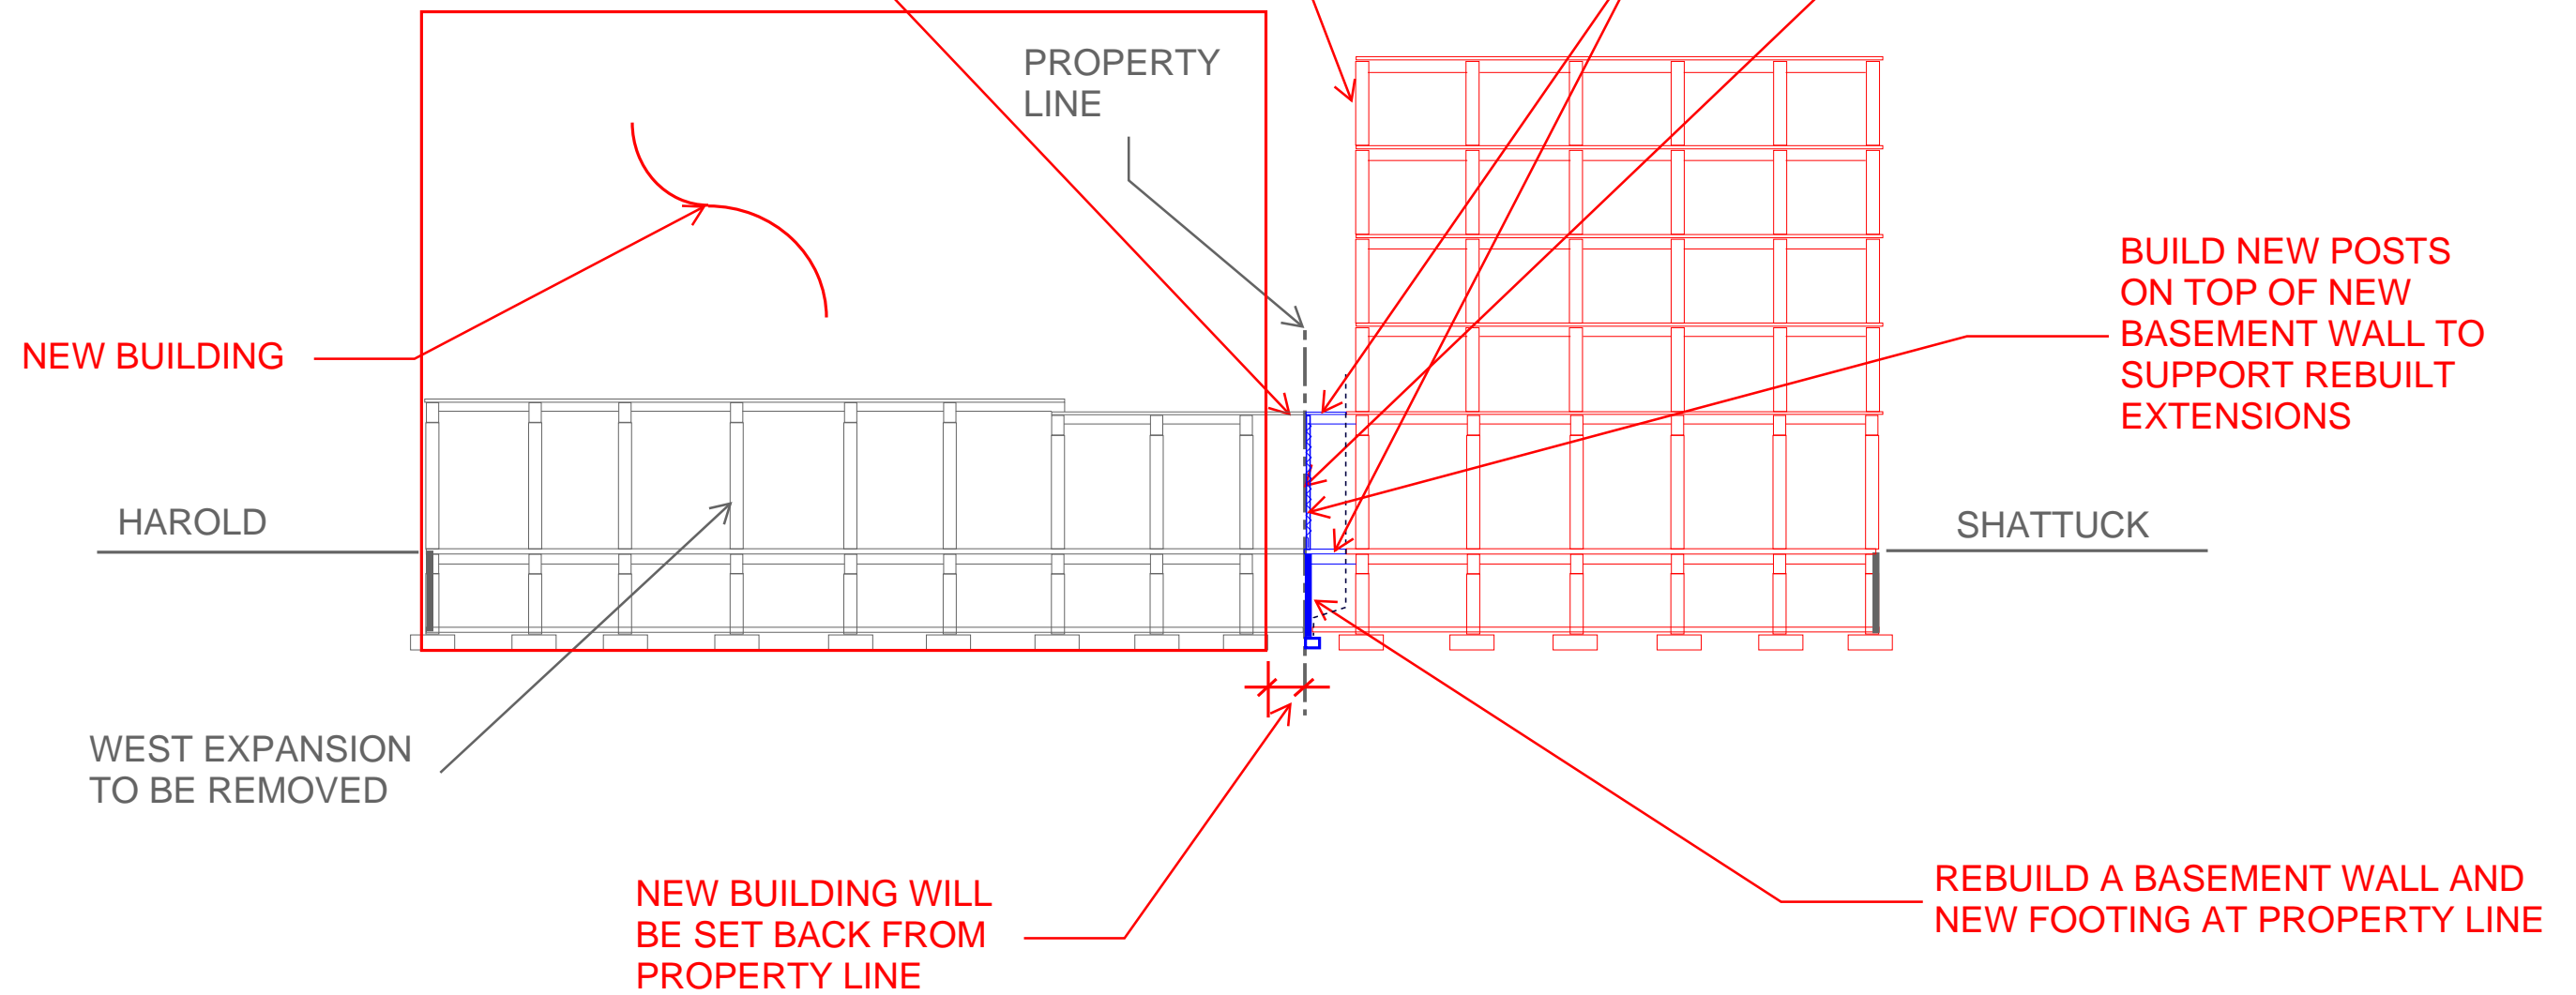 PROPERTY
LINE
BUILD NEW POSTS
ON TOP OF NEW
BASEMENT WALL TO
SUPPORT REBUILT
EXTENSIONS
NEW BUILDING
HAROLD
SHATTUCK
WEST EXPANSION
TO BE REMOVED
NEW BUILDING WILL
BE SET BACK FROM
PROPERTY LINE
REBUILD A BASEMENT WALL AND
NEW FOOTING AT PROPERTY LINE